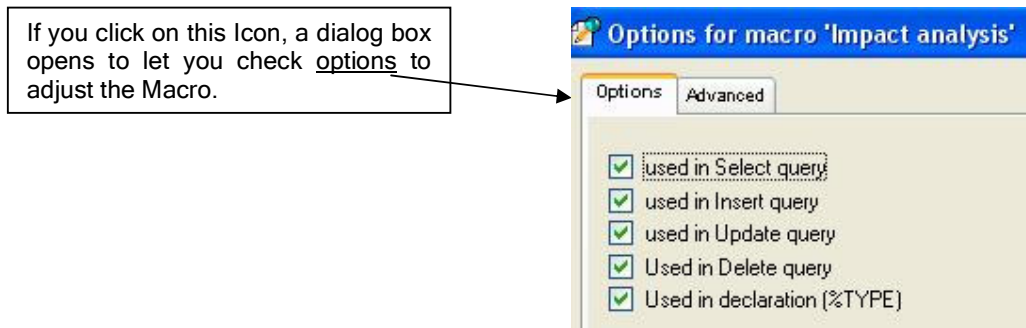 If you click on this Icon, a dialog box
opens to let you check options to
adjust the Macro.
Options for macro 'Impact analysis'
Options Advanced
used in Select query
used in Insert query
used in Update query
Used in Delete query
Used in declaration (%TYPE)